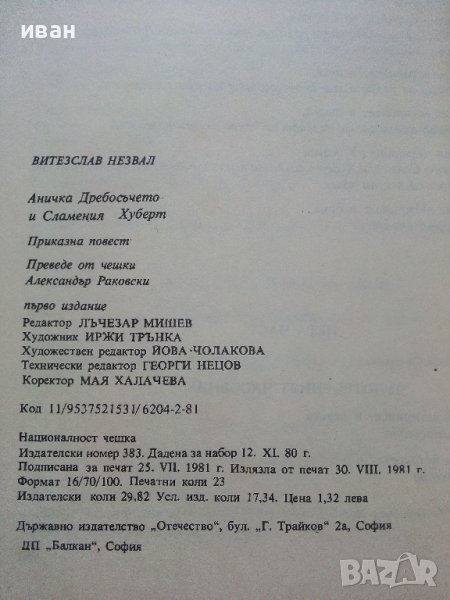 иван
ВИТЕЗСЛАВ НЕЗВАЛ
Аничка Дребосъчето
и Сламения Хуберт
Приказна повест
Преведе от чешки
Александър Раковски
първо издание
Редактор ЛЪЧЕЗАР МИШЕВ
Художник ИРЖИ ТРЪНКА
Художествен редактор ЙОВА ЧОЛАКОВА
Технически редактор ГЕОРГИ НЕЦОВ
Коректор МАЯ ХАЛАЧЕВА
Код 11/9537521531/6204-2-81
Националност чешка
Издателски номер 383. Дадена за набор 12. XI. 80 г.
Подписана за печат 25. VII. 1981 г. Излязла от печат 30. VIII. 1981 г.
Формат 16/70/100. Печатни коли 23
Издателски коли 29,82 Усл. изд. коли 17,34. Цена 1,32 лева
Държавно издателство „Отечество“, бул. „Г. Трайков“ 2а, София
ДП „Балкан“, София
BAZAR.bg